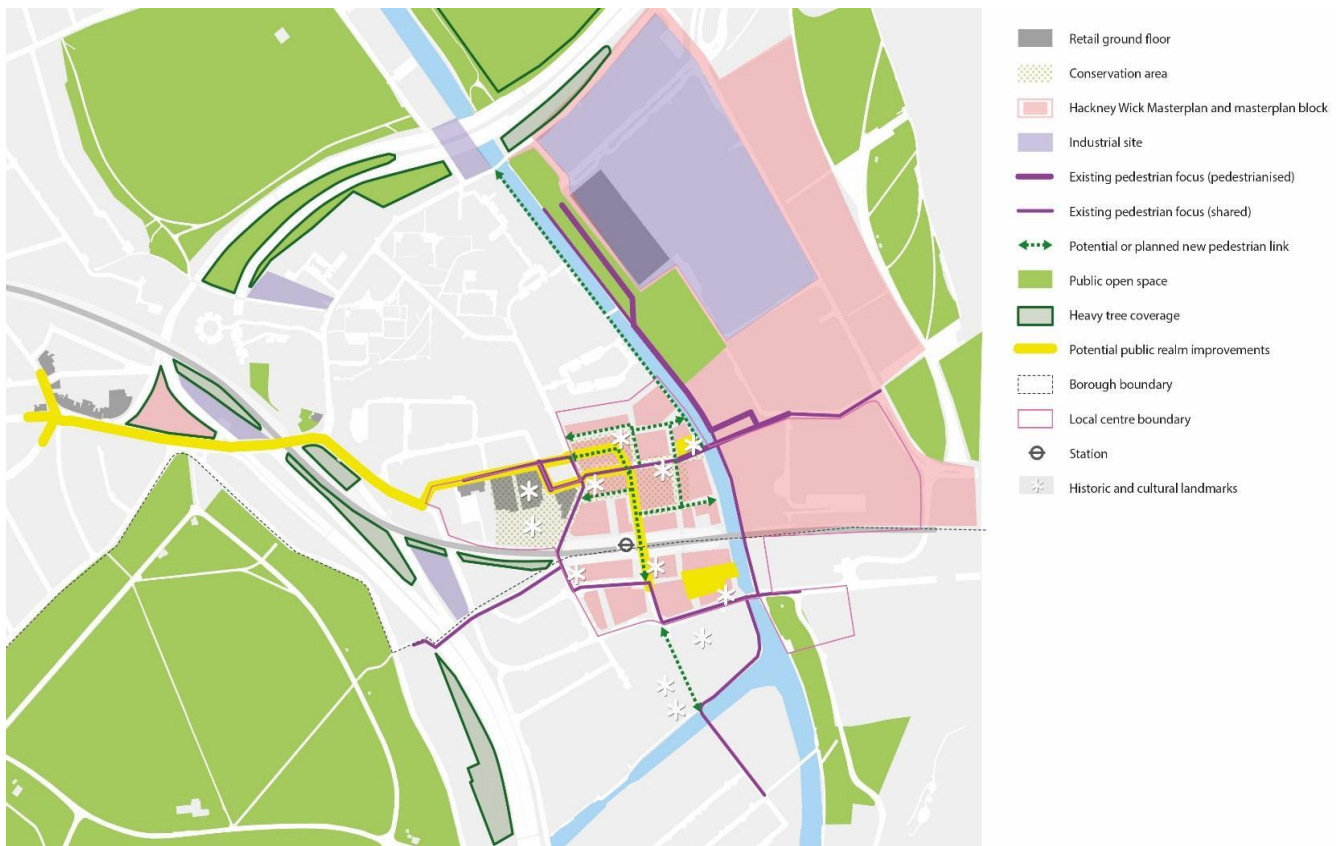 Retail ground floor
Conservation area
Hackney Wick Masterplan and masterplan block
Industrial site
Existing pedestrian focus (pedestrianised)
Existing pedestrian focus (shared)
Potential or planned new pedestrian link
Public open space
Heavy tree coverage
Potential public realm improvements
Borough boundary
Local centre boundary
Station
Historic and cultural landmarks